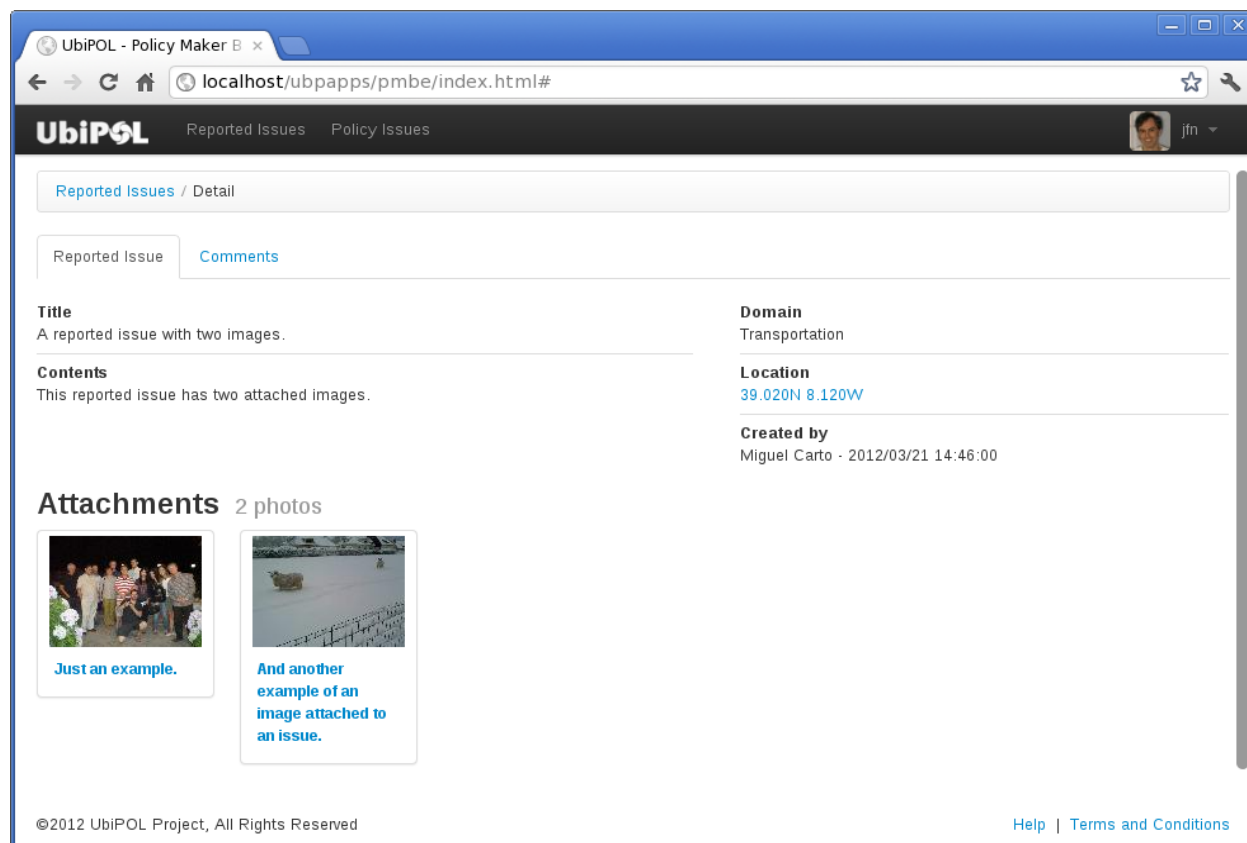 UbiPOL - Policy Maker B
localhost/ubpapps/pmbe/index.html#
UbiPOL Reported Issues Policy Issues jfn
Reported Issues / Detail
Reported Issue Comments
Title
A reported issue with two images.
Contents
This reported issue has two attached images.
Domain
Transportation
Location
39.020N 8.120W
Created by
Miguel Carto - 2012/03/21 14:46:00
Attachments 2 photos
Just an example.
And another
example of an
image attached to
an issue.
©2012 UbiPOL Project, All Rights Reserved
Help | Terms and Conditions